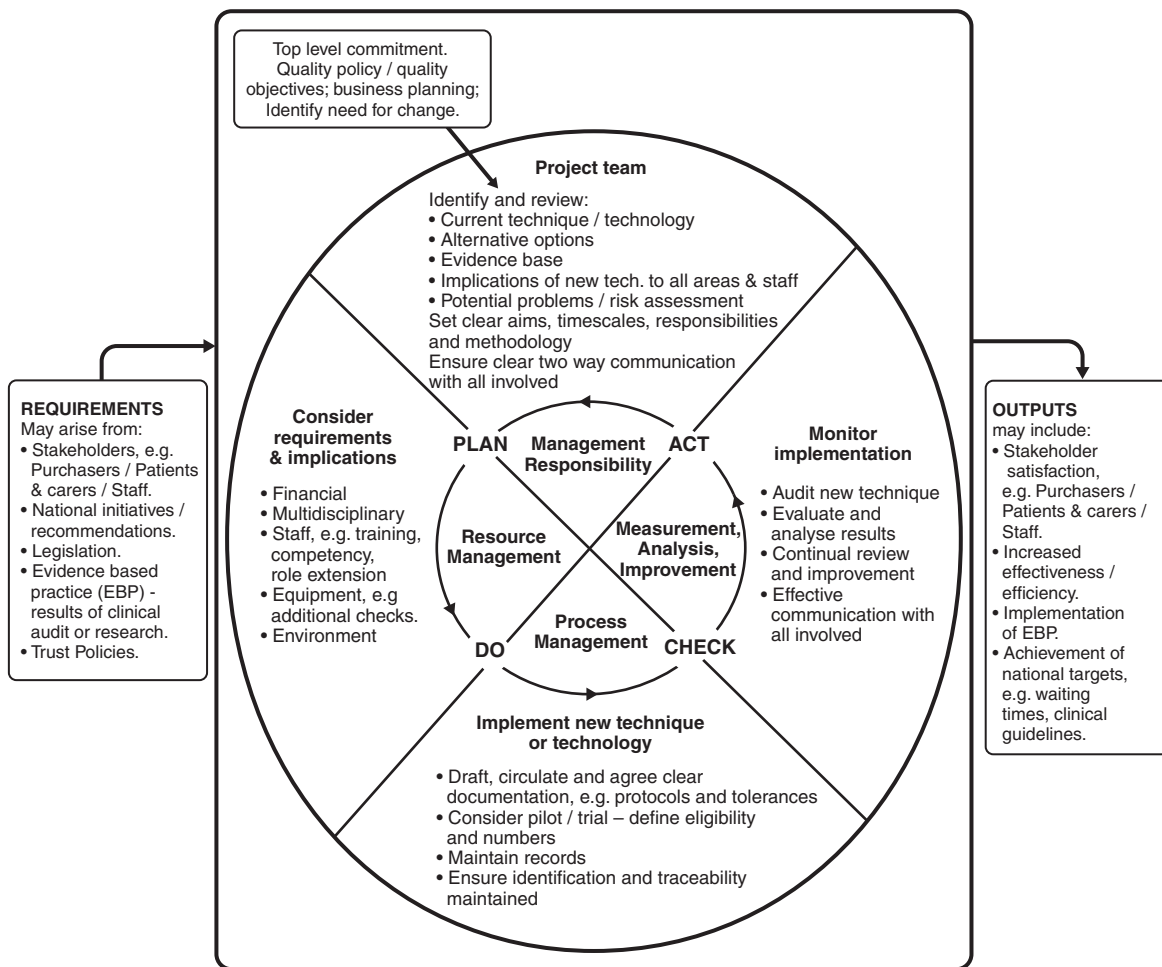 Top level commitment.
Quality policy / quality
objectives; business planning;
Identify need for change.
Project team
Identify and review:
• Current technique / technology
• Alternative options
• Evidence base
• Implications of new tech. to all areas & staff
• Potential problems / risk assessment
Set clear aims, timescales, responsibilities
and methodology
Ensure clear two way communication
with all involved
REQUIREMENTS
May arise from:
• Stakeholders, e.g.
Purchasers / Patients
& carers / Staff.
• National initiatives /
recommendations.
• Legislation.
• Evidence based
practice (EBP) -
results of clinical
audit or research.
• Trust Policies.
Consider
requirements
& implications
• Financial
• Multidisciplinary
• Staff, e.g. training,
competency,
role extension
• Equipment, e.g
additional checks.
• Environment
PLAN
Management
Responsibility
ACT
Resource
Management
Measurement,
Analysis,
Improvement
Process
Management
DO
CHECK
Monitor
implementation
• Audit new technique
• Evaluate and
analyse results
• Continual review
and improvement
• Effective
communication with
all involved
Implement new technique
or technology
• Draft, circulate and agree clear
documentation, e.g. protocols and tolerances
• Consider pilot / trial – define eligibility
and numbers
• Maintain records
• Ensure identification and traceability
maintained
OUTPUTS
may include:
• Stakeholder
satisfaction,
e.g. Purchasers /
Patients & carers /
Staff.
• Increased
effectiveness /
efficiency.
• Implementation
of EBP.
• Achievement of
national targets,
e.g. waiting
times, clinical
guidelines.